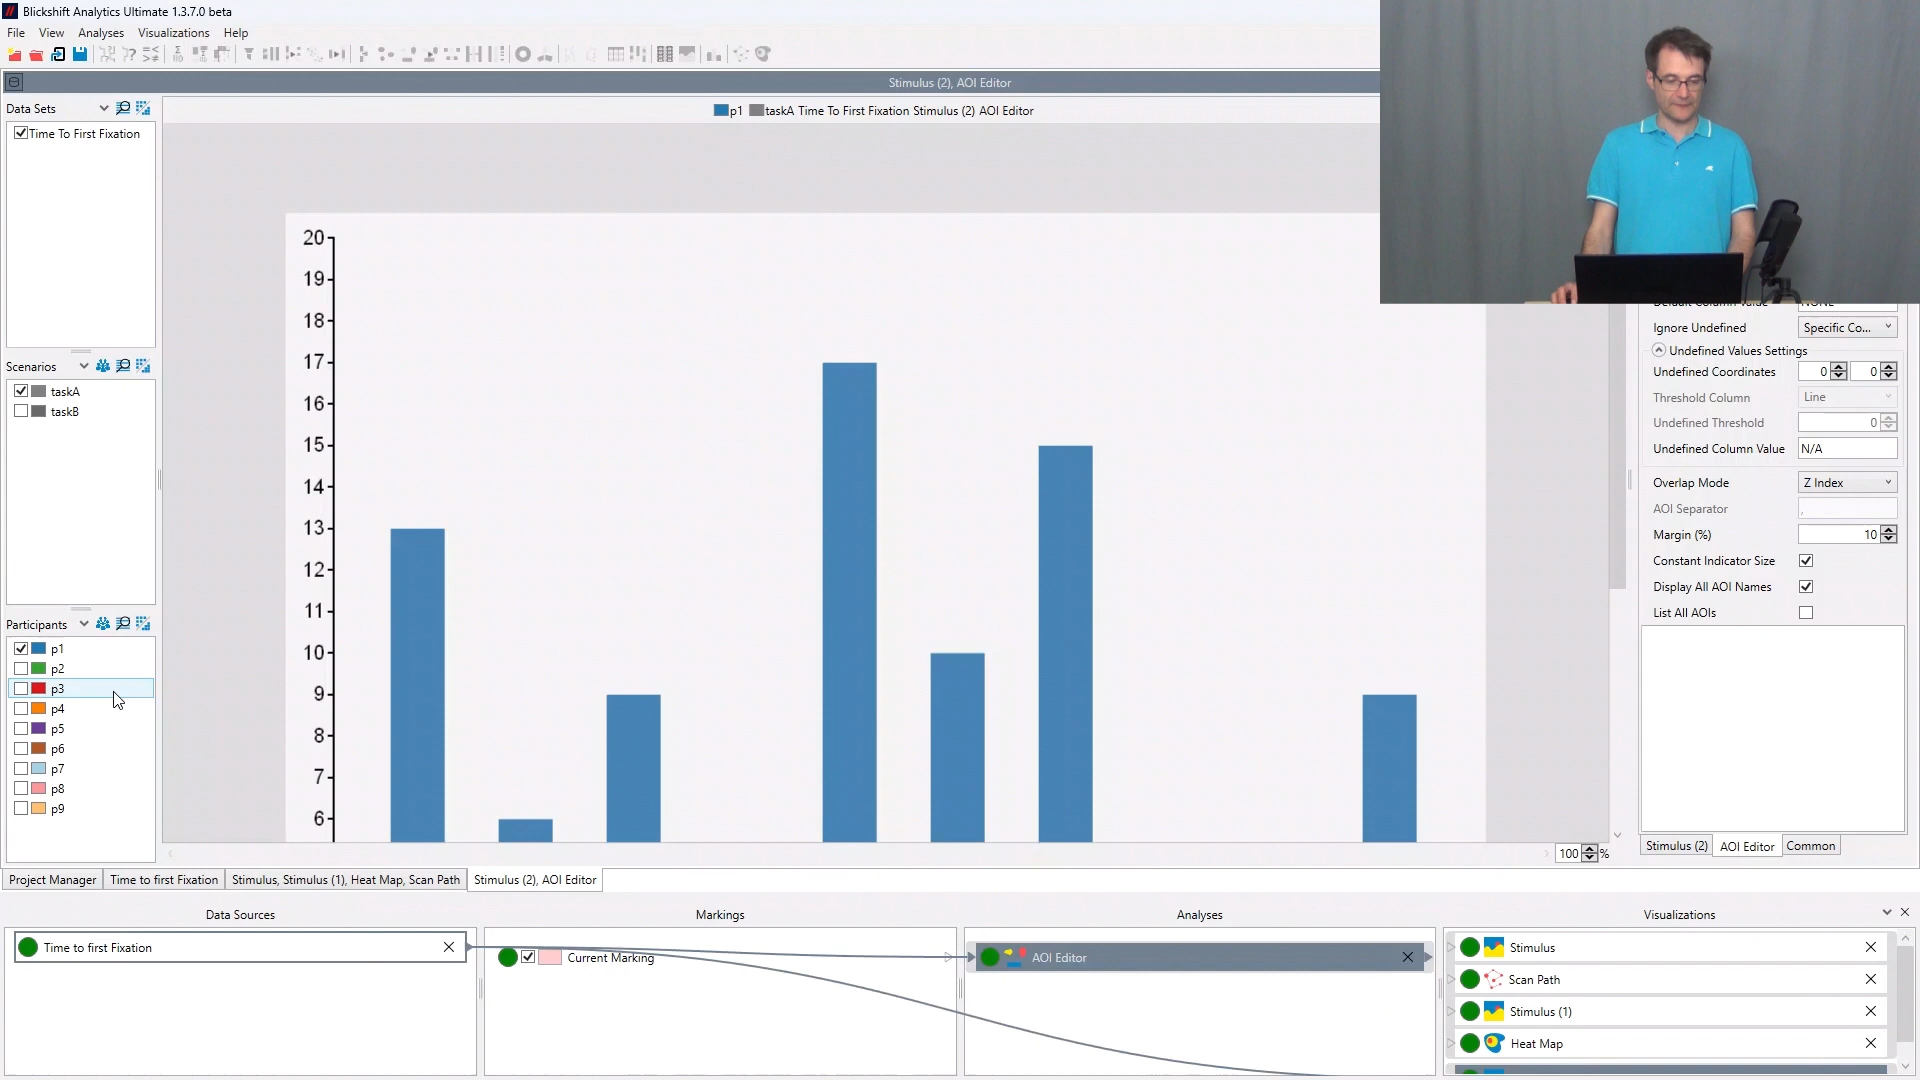 Blickshift Analytics Ultimate 1.3.7.0 beta
File View Analyses Visualizations Help
Stimulus (2), AOI Editor
Data Sets
Time To First Fixation
Scenarios
taskA
taskB
Participants
p1
p2
p3
p4
p5
p6
p7
p8
p9
p1 taskA Time To First Fixation Stimulus (2) AOI Editor
20
19
18
17
16
15
14
13
12
11
10
9
8
7
6
100 %
Default Column Value NONE
Ignore Undefined Specific Co...
Undefined Values Settings
Undefined Coordinates 0 0
Threshold Column Line
Undefined Threshold 0
Undefined Column Value N/A
Overlap Mode Z Index
AOI Separator ,
Margin (%) 10
Constant Indicator Size
Display All AOI Names
List All AOIs
Stimulus (2) AOI Editor Common
Project Manager Time to first Fixation Stimulus, Stimulus (1), Heat Map, Scan Path Stimulus (2), AOI Editor
Data Sources
Time to first Fixation
Markings
Current Marking
Analyses
AOI Editor
Visualizations
Stimulus
Scan Path
Stimulus (1)
Heat Map